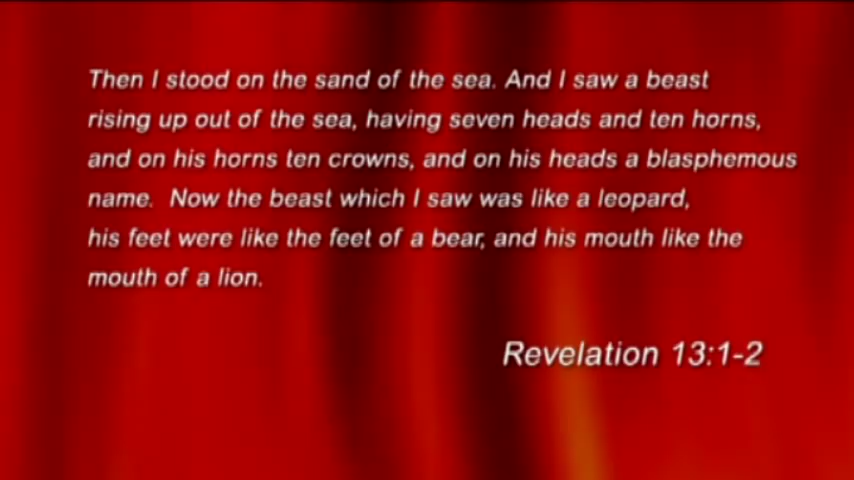 Then I stood on the sand of the sea. And I saw a beast
rising up out of the sea, having seven heads and ten horns,
and on his horns ten crowns, and on his heads a blasphemous
name.  Now the beast which I saw was like a leopard,
his feet were like the feet of a bear, and his mouth like the
mouth of a lion.
Revelation 13:1-2